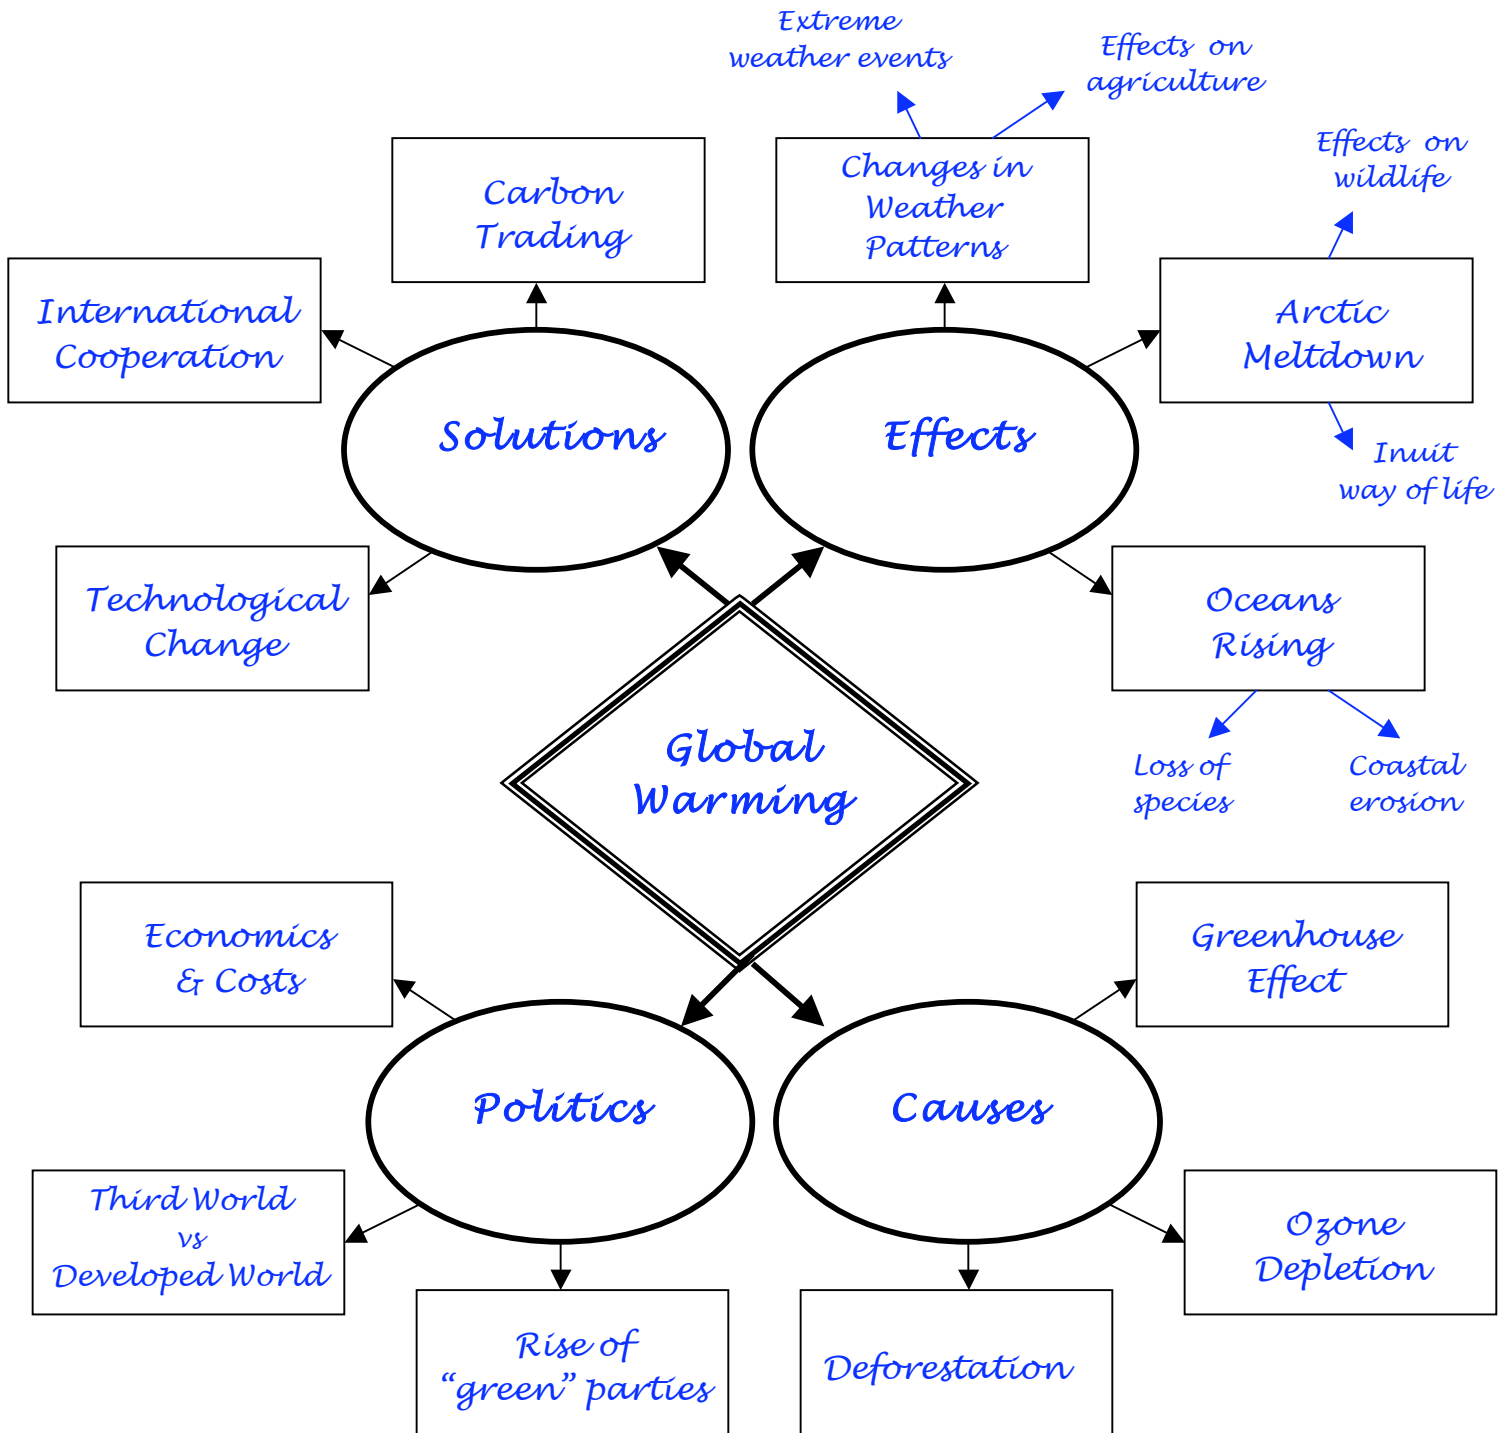 Extreme
weather events
Effects on
agriculture
Effects on
wildlife
Carbon
Trading
Changes in
Weather
Patterns
International
Cooperation
Arctic
Meltdown
Solutions
Effects
Inuit
way of life
Technological
Change
Oceans
Rising
Global
Warming
Loss of
species
Coastal
erosion
Economics
& Costs
Greenhouse
Effect
Politics
Causes
Third World
vs
Developed World
Ozone
Depletion
Rise of
“green” parties
Deforestation